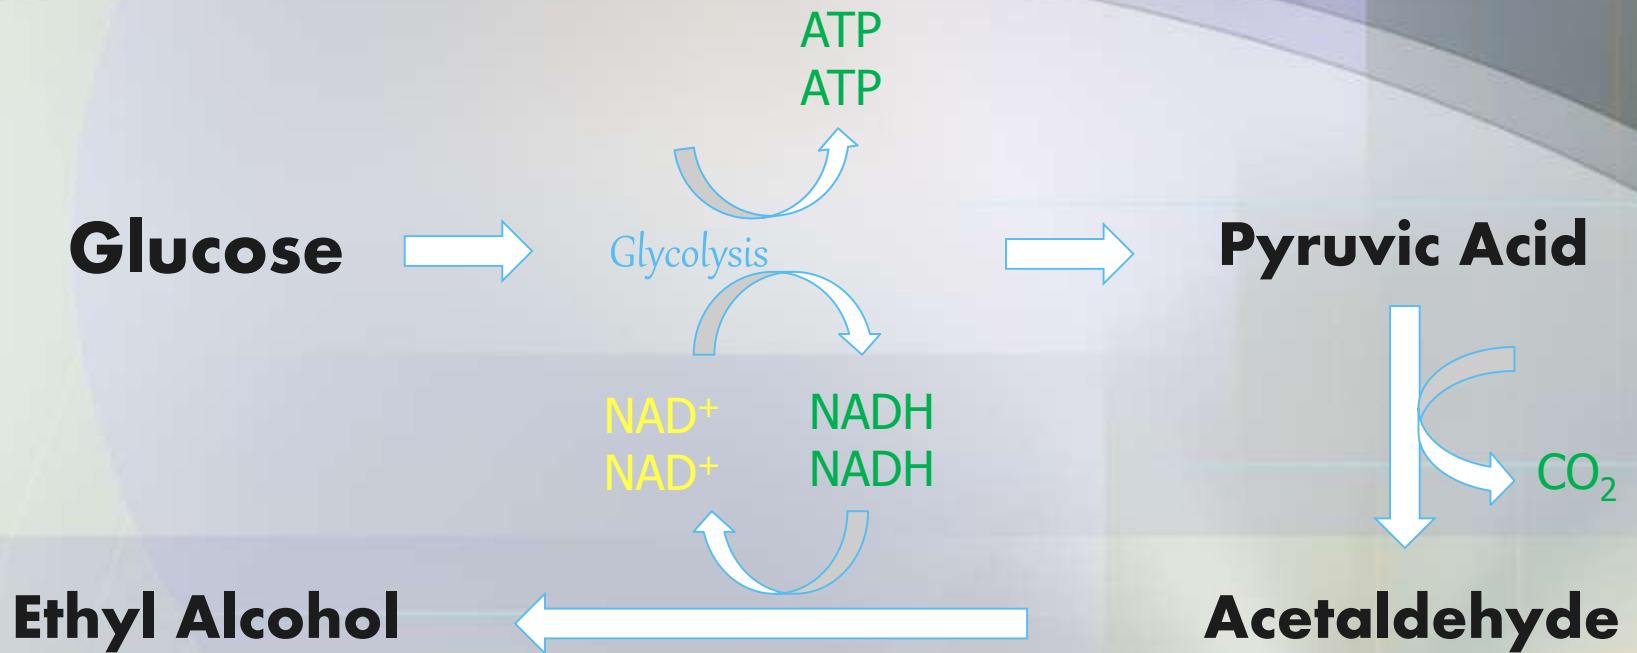 ATP
ATP
Glucose
Glycolysis
Pyruvic Acid
NAD⁺
NAD⁺
NADH
NADH
CO₂
Ethyl Alcohol
Acetaldehyde